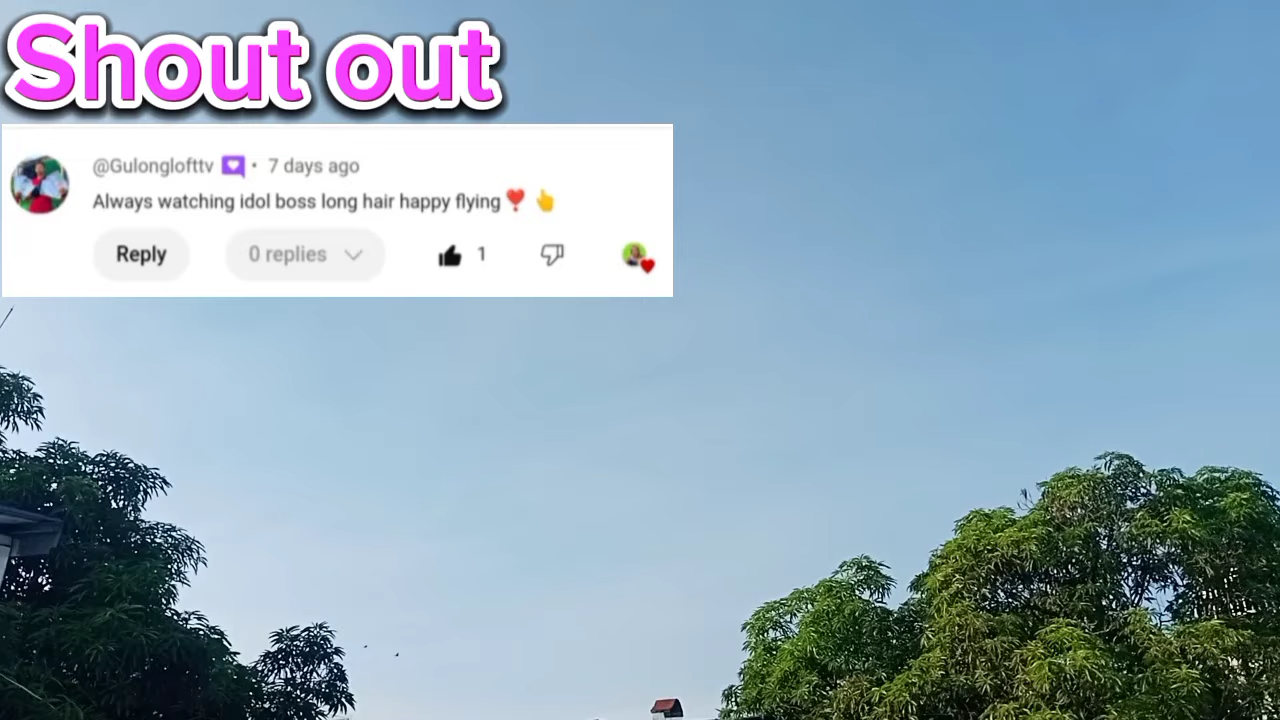 Shout out
@Gulonglofttv • 7 days ago
Always watching idol boss long hair happy flying❣️ 👆
Reply 0 replies 1